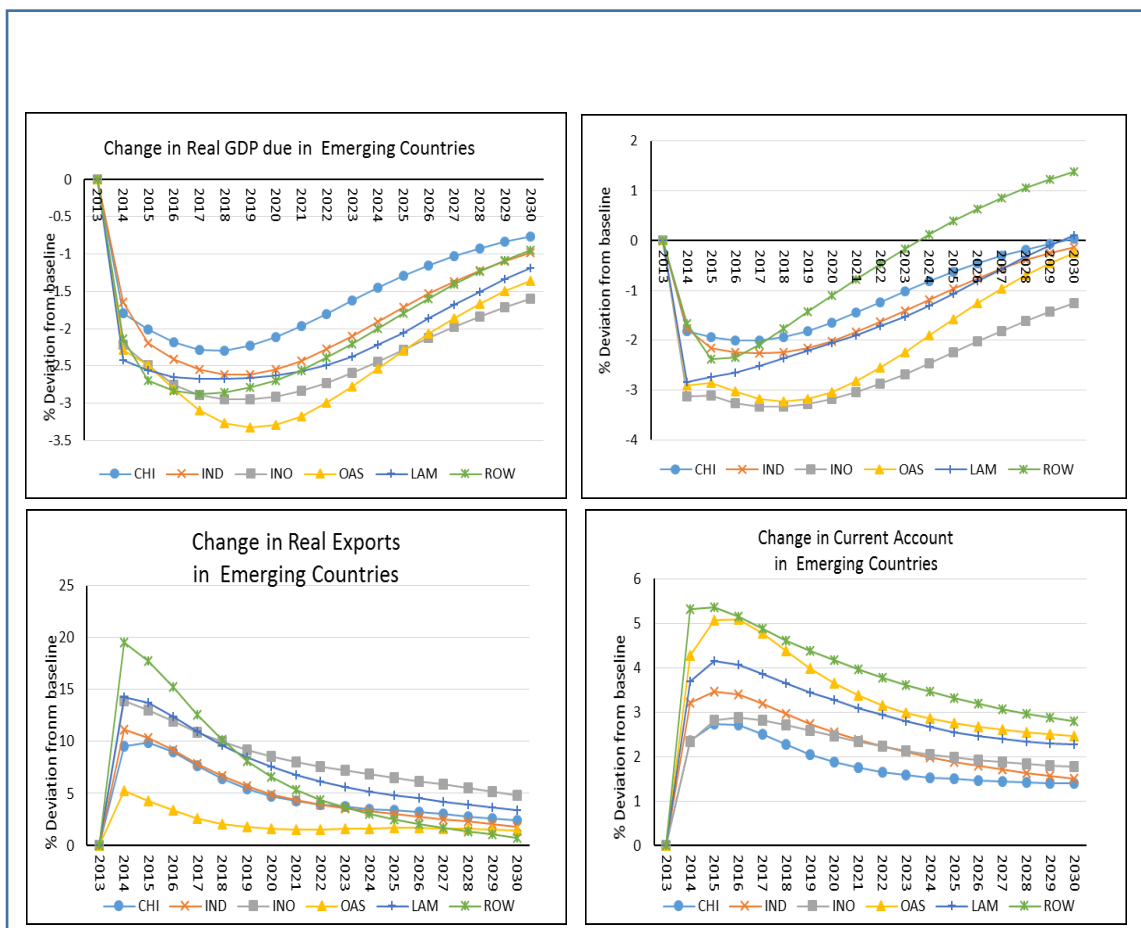 Change in Real GDP due in Emerging Countries
% Deviation from baseline
0
-0.5
-1
-1.5
-2
-2.5
-3
-3.5
2013 2014 2015 2016 2017 2018 2019 2020 2021 2022 2023 2024 2025 2026 2027 2028 2029 2030
CHI IND INO OAS LAM ROW
% Deviation from baseline
2
1
0
-1
-2
-3
-4
2013 2014 2015 2016 2017 2018 2019 2020 2021 2022 2023 2024 2025 2026 2027 2028 2029 2030
CHI IND INO OAS LAM ROW
Change in Real Exports
in Emerging Countries
% Deviation fromm baseline
25
20
15
10
5
0
2013 2014 2015 2016 2017 2018 2019 2020 2021 2022 2023 2024 2025 2026 2027 2028 2029 2030
CHI IND INO OAS LAM ROW
Change in Current Account
in Emerging Countries
% Deviation from baseline
6
5
4
3
2
1
0
2013 2014 2015 2016 2017 2018 2019 2020 2021 2022 2023 2024 2025 2026 2027 2028 2029 2030
CHI IND INO OAS LAM ROW